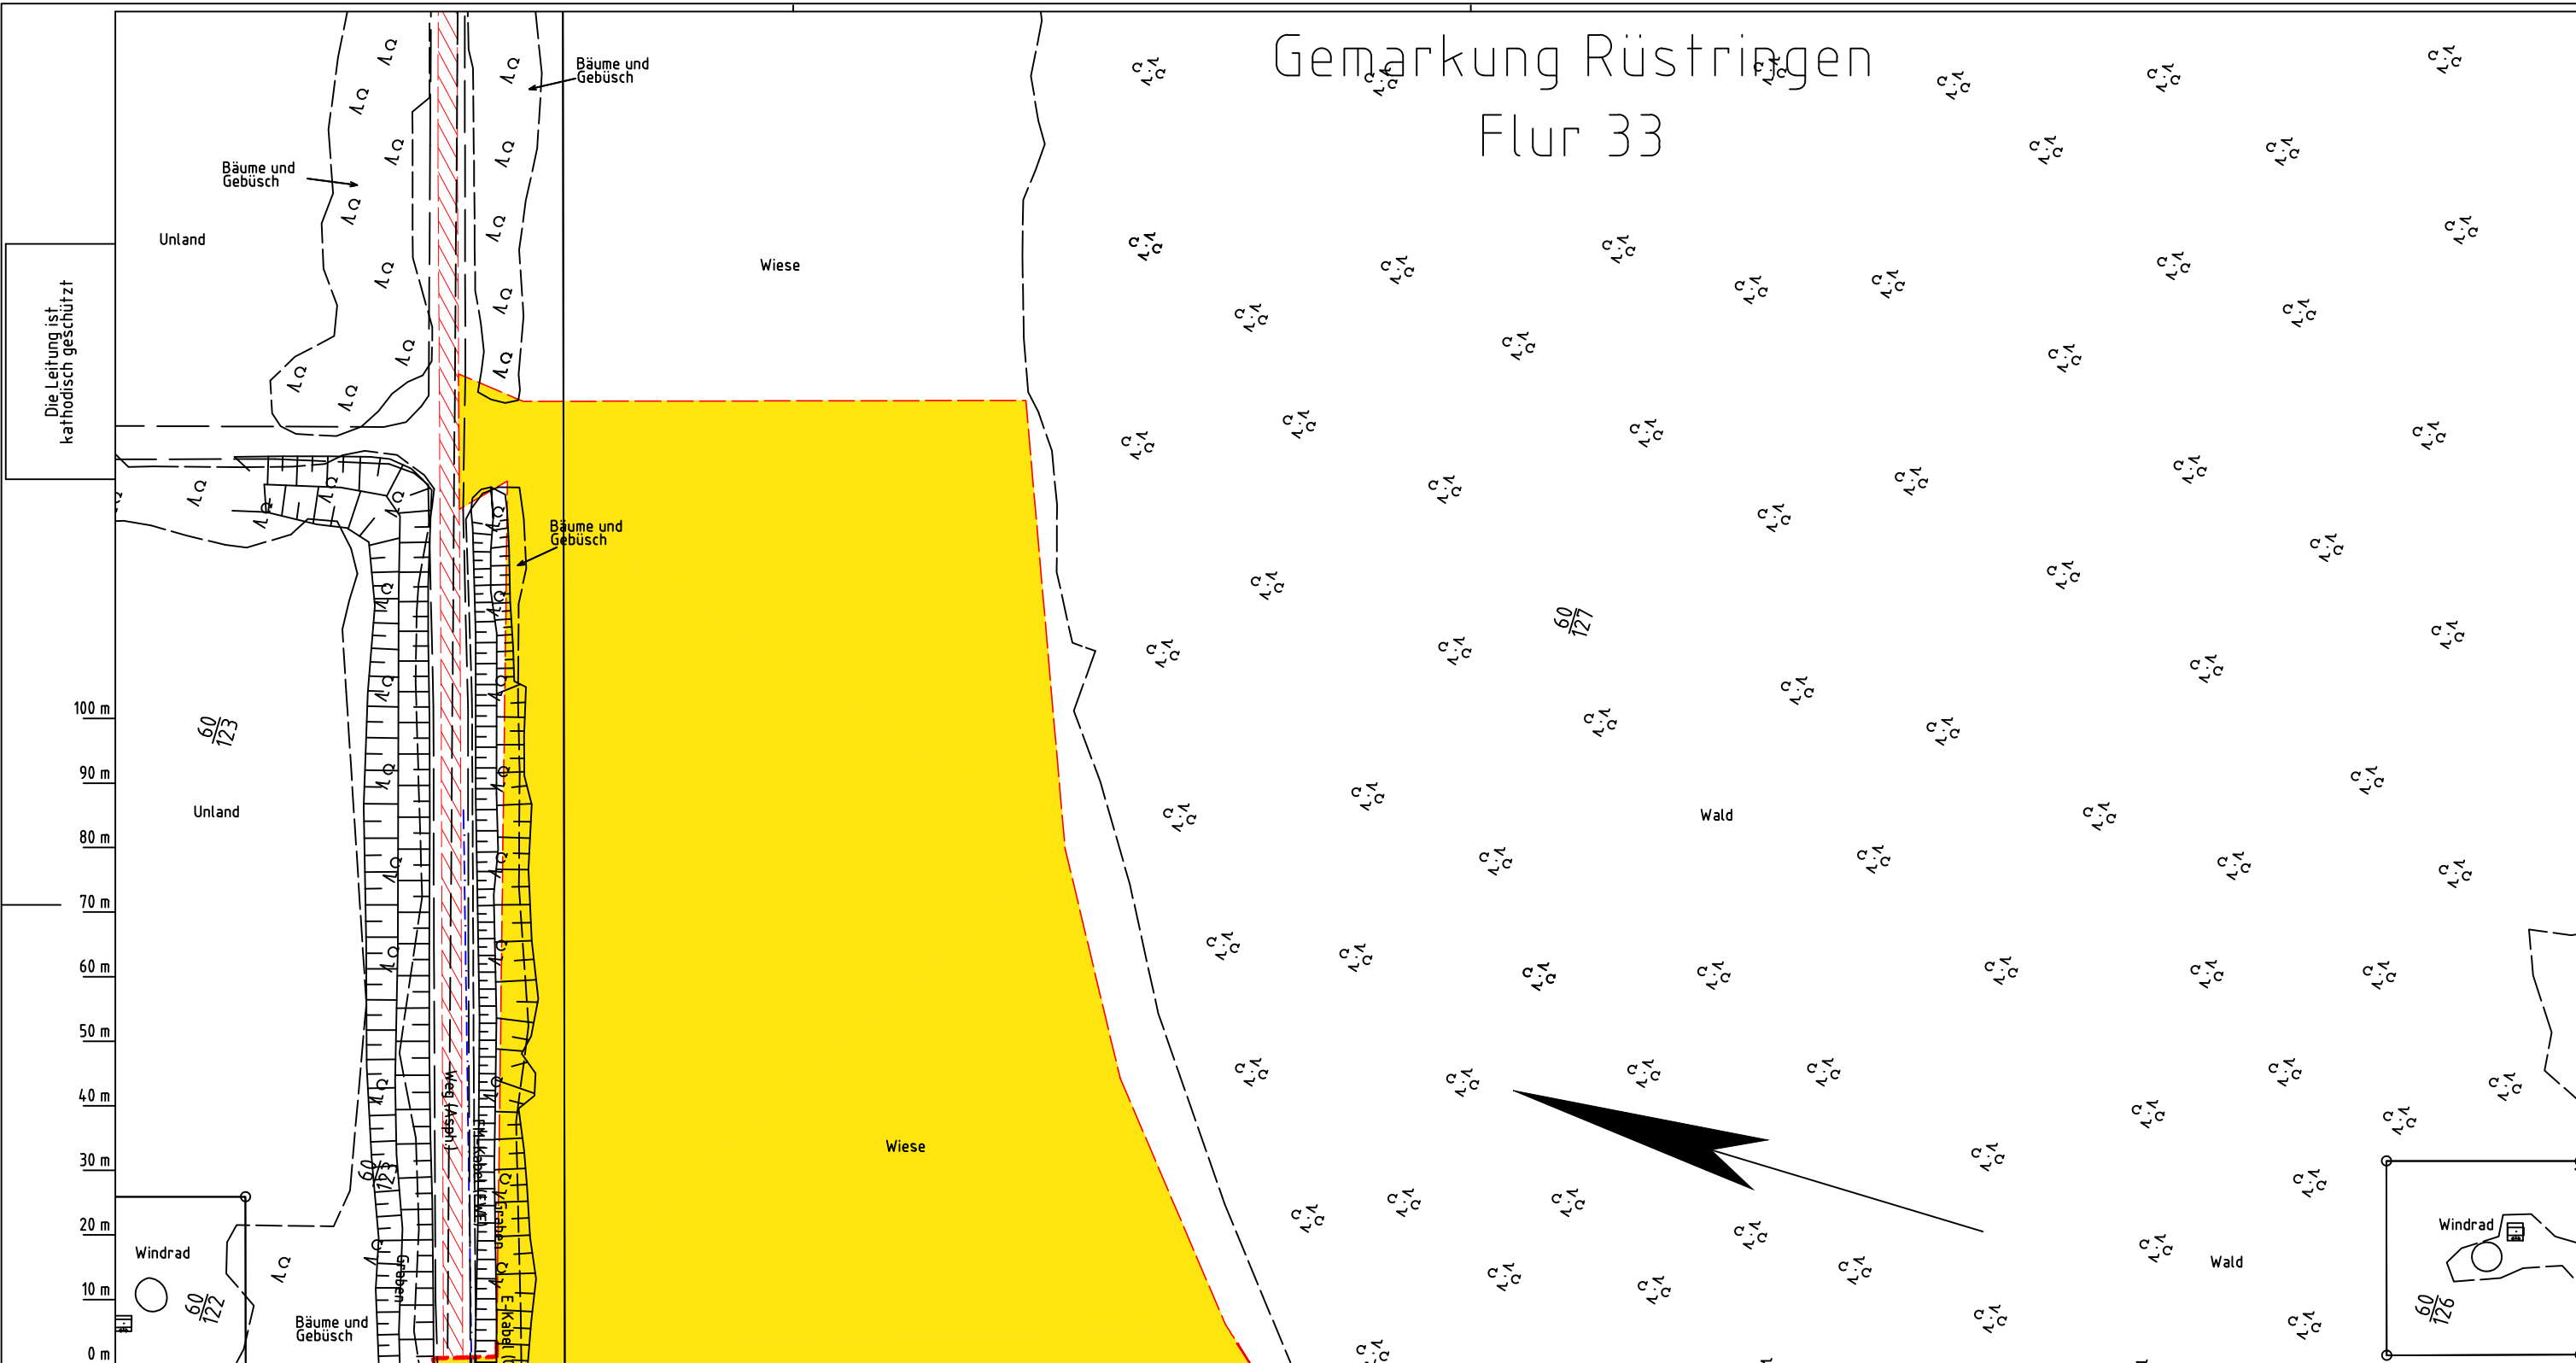 Gemarkung Rüstringen
Flur 33
Bäume und
Gebüsch
Bäume und
Gebüsch
Unland
Wiese
Die Leitung ist
kathodisch geschützt
Bäume und
Gebüsch
60
127
100 m
60
123
90 m
Unland
Wald
80 m
70 m
60 m
50 m
40 m
Weg (Asph.)
Wiese
30 m
60
123
20 m
Graben
Windrad
Windrad
Wald
Graben
10 m
60
122
60
126
E-Kabel
Bäume und
Gebüsch
0 m